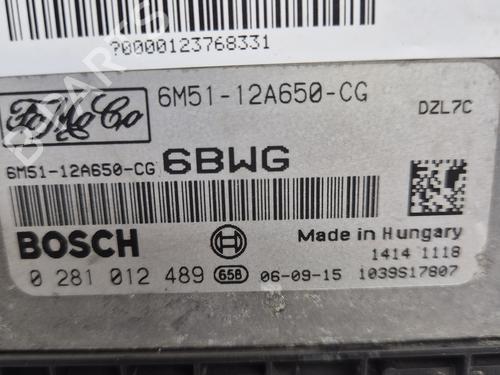 ?0000123768331
FoMoCo
6M51-12A650-CG
DZL7C
6M51-12A650-CG 6BWG
BOSCH
Made in Hungary
1414 1118
0 281 012 489 658 06-09-15 1039S17807